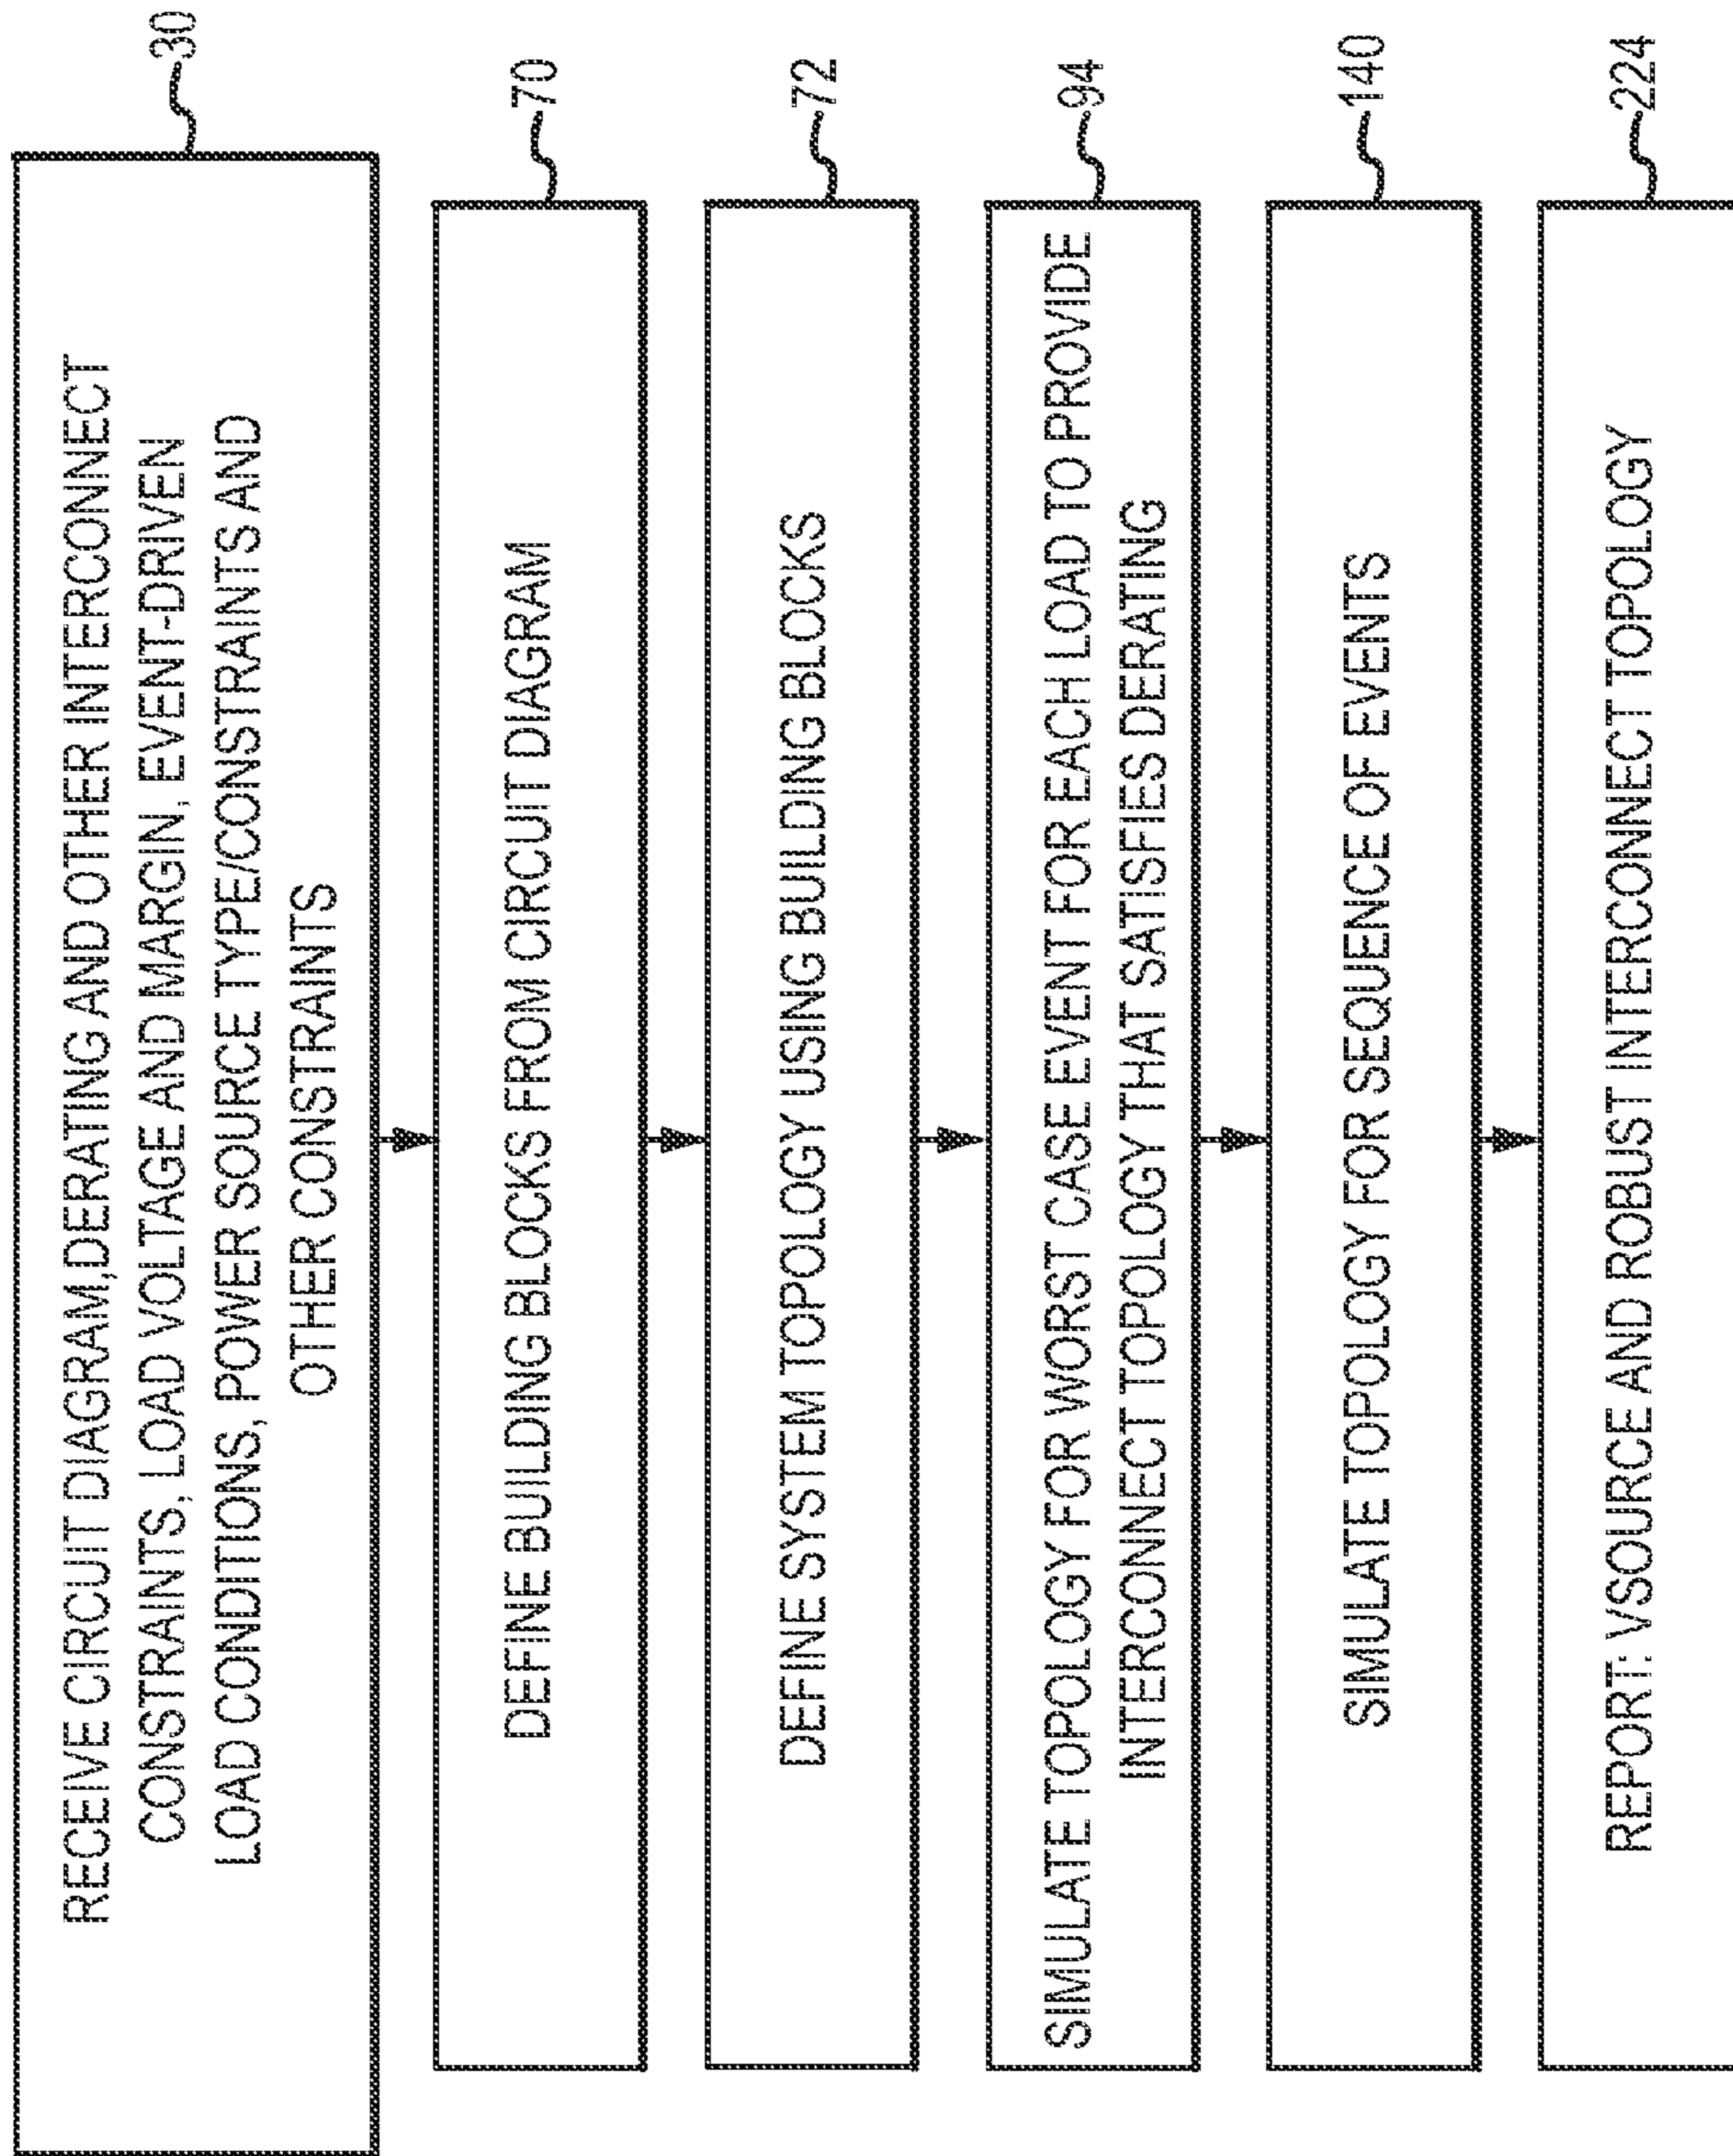 RECEIVE CIRCUIT DIAGRAM,DERATING AND OTHER INTERCONNECT
CONSTRAINTS, LOAD VOLTAGE AND MARGIN, EVENT-DRIVEN
LOAD CONDITIONS, POWER SOURCE TYPE/CONSTRAINTS AND
OTHER CONSTRAINTS
30
DEFINE BUILDING BLOCKS FROM CIRCUIT DIAGRAM
70
DEFINE SYSTEM TOPOLOGY USING BUILDING BLOCKS
72
SIMULATE TOPOLOGY FOR WORST CASE EVENT FOR EACH LOAD TO PROVIDE
INTERCONNECT TOPOLOGY THAT SATISFIES DERATING
94
SIMULATE TOPOLOGY FOR SEQUENCE OF EVENTS
140
REPORT: VSOURCE AND ROBUST INTERCONNECT TOPOLOGY
224